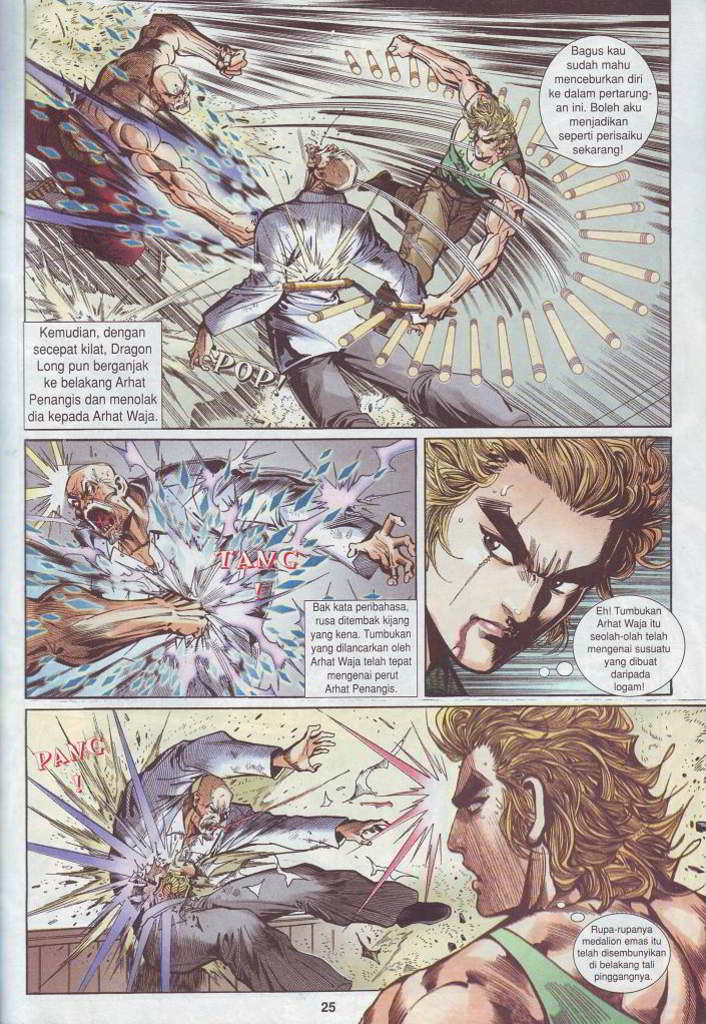 Bagus kau
sudah mahu
menceburkan diri
ke dalam pertarung-
an ini. Boleh aku
menjadikan
seperti perisaiku
sekarang!
Kemudian, dengan
secepat kilat, Dragon
Long pun berganjak
ke belakang Arhat
Penangis dan menolak
dia kepada Arhat Waja.
POP!
TANG
!
Bak kata peribahasa,
rusa ditembak kijang
yang kena. Tumbukan
yang dilancarkan oleh
Arhat Waja telah tepat
mengenai perut
Arhat Penangis.
Eh! Tumbukan
Arhat Waja itu
seolah-olah telah
mengenai susuatu
yang dibuat
daripada
logam!
PANG
!
Rupa-rupanya
medalion emas itu
telah disembunyikan
di belakang tali
pinggangnya.
25